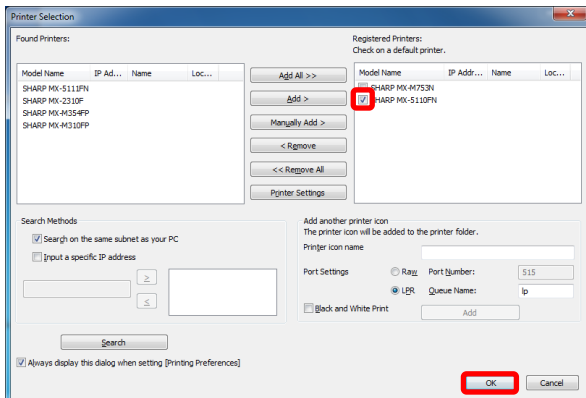 Printer Selection
Found Printers:
Registered Printers:
Check on a default printer.
Model Name IP Ad... Name Loc...
SHARP MX-5111FN
SHARP MX-2310F
SHARP MX-M354FP
SHARP MX-M310FP
Add All >>
Add >
Manually Add >
< Remove
<< Remove All
Printer Settings
Model Name IP Addr... Name Loc...
SHARP MX-M753N
SHARP MX-5110FN
Search Methods
Search on the same subnet as your PC
Input a specific IP address
>
<
Search
Always display this dialog when setting [Printing Preferences]
Add another printer icon
The printer icon will be added to the printer folder.
Printer icon name
Port Settings Raw Port Number: 515
LPR Queue Name: lp
Black and White Print Add
OK Cancel